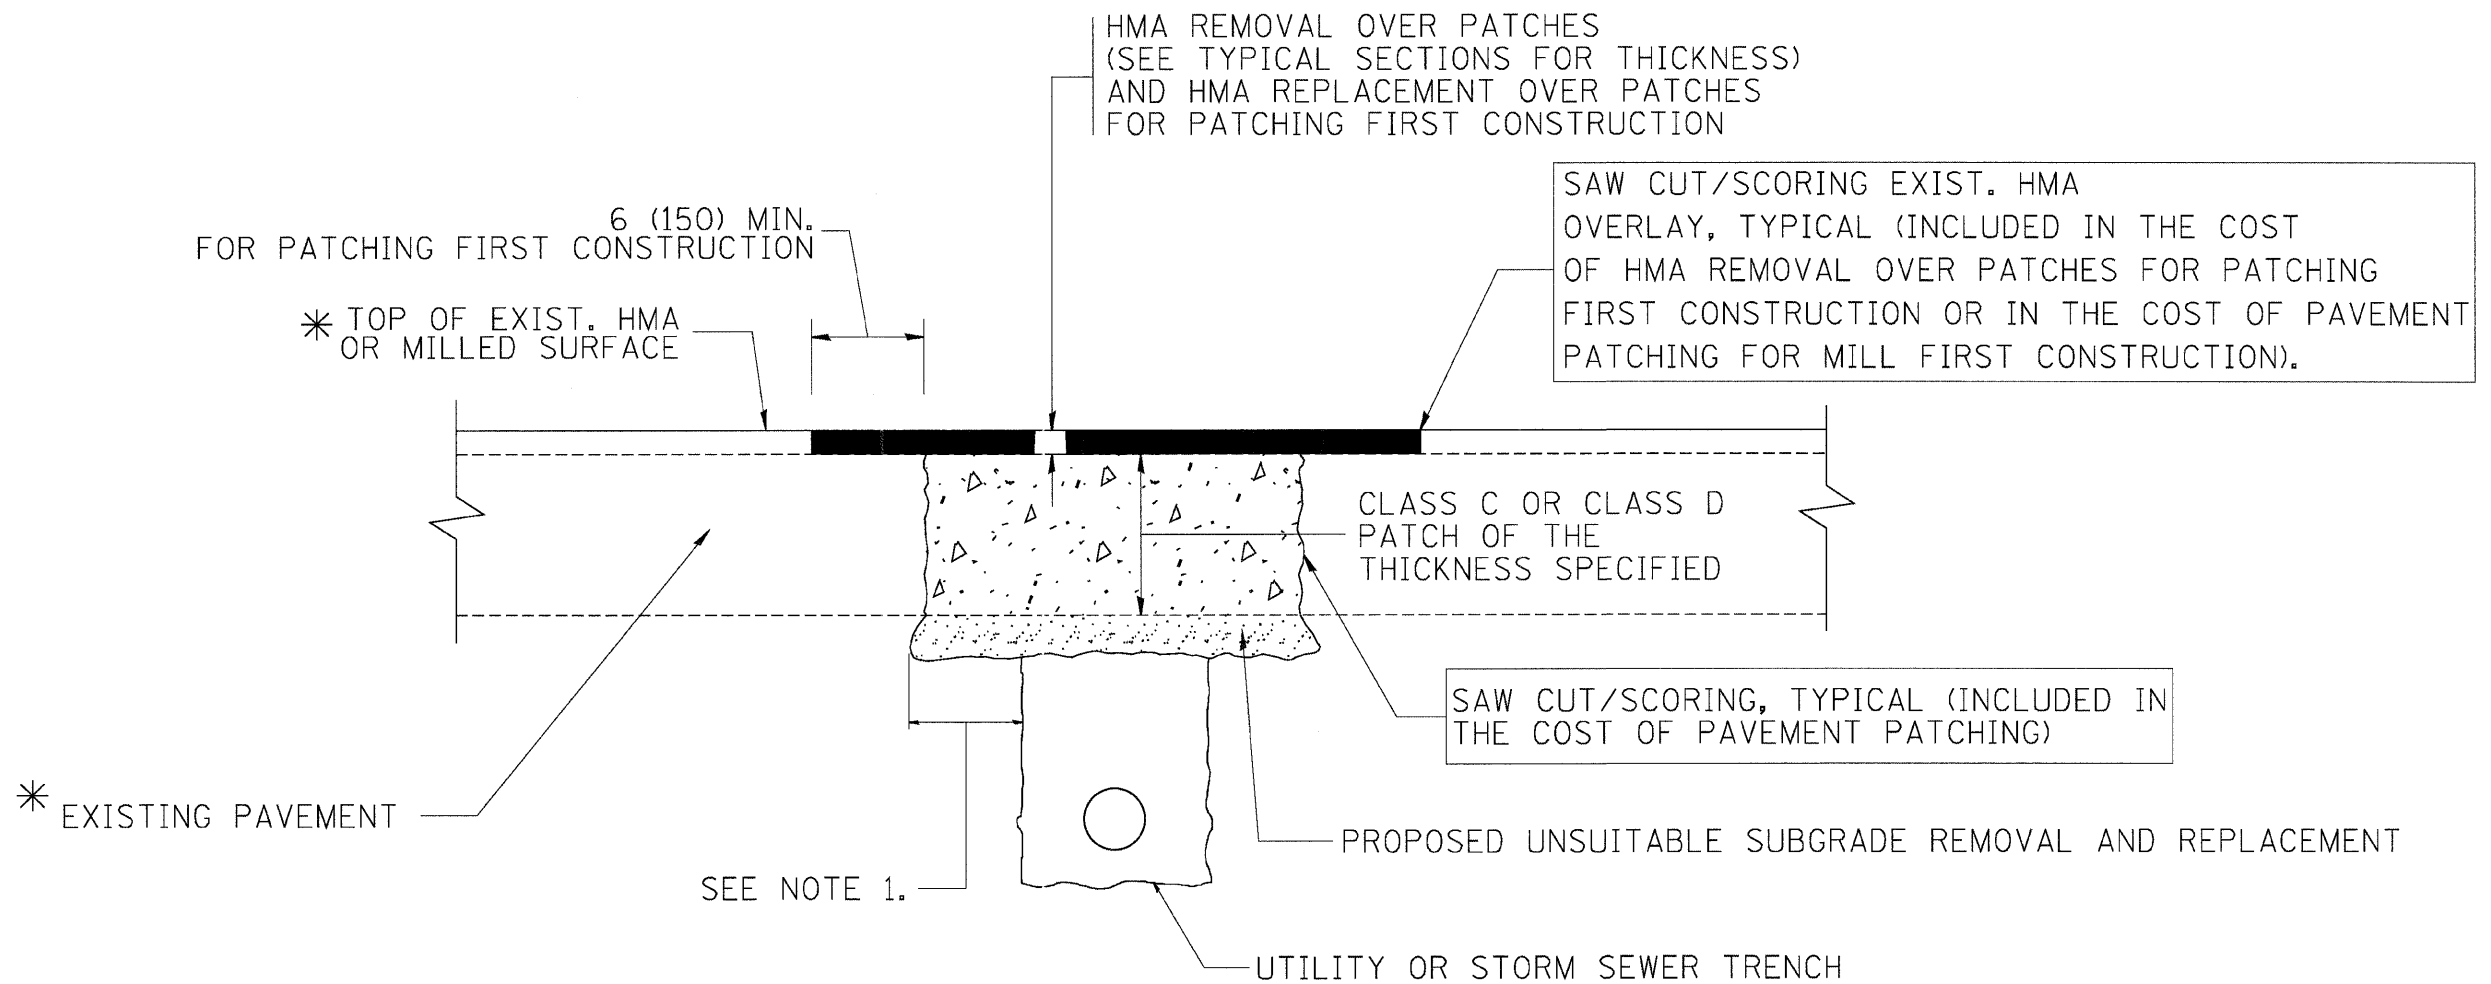 HMA REMOVAL OVER PATCHES
(SEE TYPICAL SECTIONS FOR THICKNESS)
AND HMA REPLACEMENT OVER PATCHES
FOR PATCHING FIRST CONSTRUCTION
SAW CUT/SCORING EXIST. HMA
OVERLAY, TYPICAL (INCLUDED IN THE COST
OF HMA REMOVAL OVER PATCHES FOR PATCHING
FIRST CONSTRUCTION OR IN THE COST OF PAVEMENT
PATCHING FOR MILL FIRST CONSTRUCTION).
6 (150) MIN.
FOR PATCHING FIRST CONSTRUCTION
* TOP OF EXIST. HMA
OR MILLED SURFACE
CLASS C OR CLASS D
PATCH OF THE
THICKNESS SPECIFIED
SAW CUT/SCORING, TYPICAL (INCLUDED IN
THE COST OF PAVEMENT PATCHING)
* EXISTING PAVEMENT
PROPOSED UNSUITABLE SUBGRADE REMOVAL AND REPLACEMENT
SEE NOTE 1.
UTILITY OR STORM SEWER TRENCH